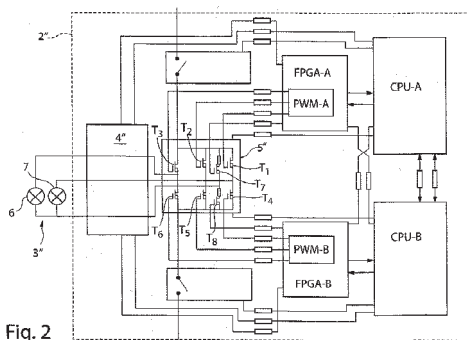 2"
FPGA-A
PWM-A
CPU-A
4"
5"
T3
T2
T1
T7
7
6
3"
T6
T5
T8
T4
PWM-B
FPGA-B
CPU-B
Fig. 2